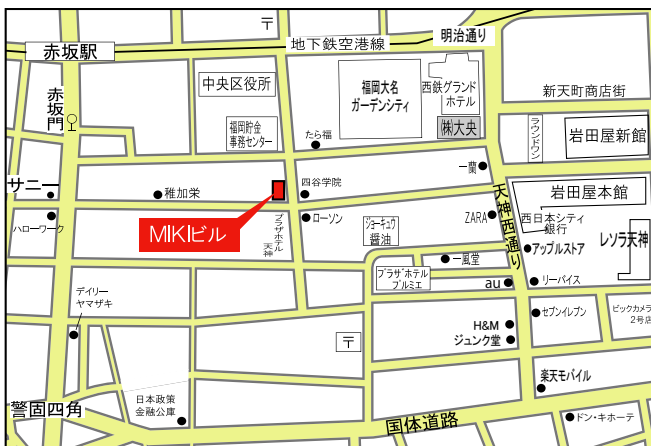 〒
赤坂駅
地下鉄空港線
明治通り
中央区役所
福岡大名
ガーデンシティ
西鉄グランド
ホテル
新天町商店街
赤坂門
福岡貯金
事務センター
たら福
㈱大央
ラウンドワン
岩田屋新館
一蘭
サニー
稚加栄
四谷学院
岩田屋本館
天神西通り
ハローワーク
MIKIビル
プラザホテル
天神
ローソン
ジョーキュウ
醤油
ZARA
西日本シティ
銀行
アップルストア
レソラ天神
一風堂
プラザホテル
プルミエ
au
リーバイス
デイリー
ヤマザキ
H&M
ジュンク堂
セブンイレブン
ビックカメラ
2号店
〒
楽天モバイル
日本政策
金融公庫
警固四角
国体道路
ドン・キホーテ